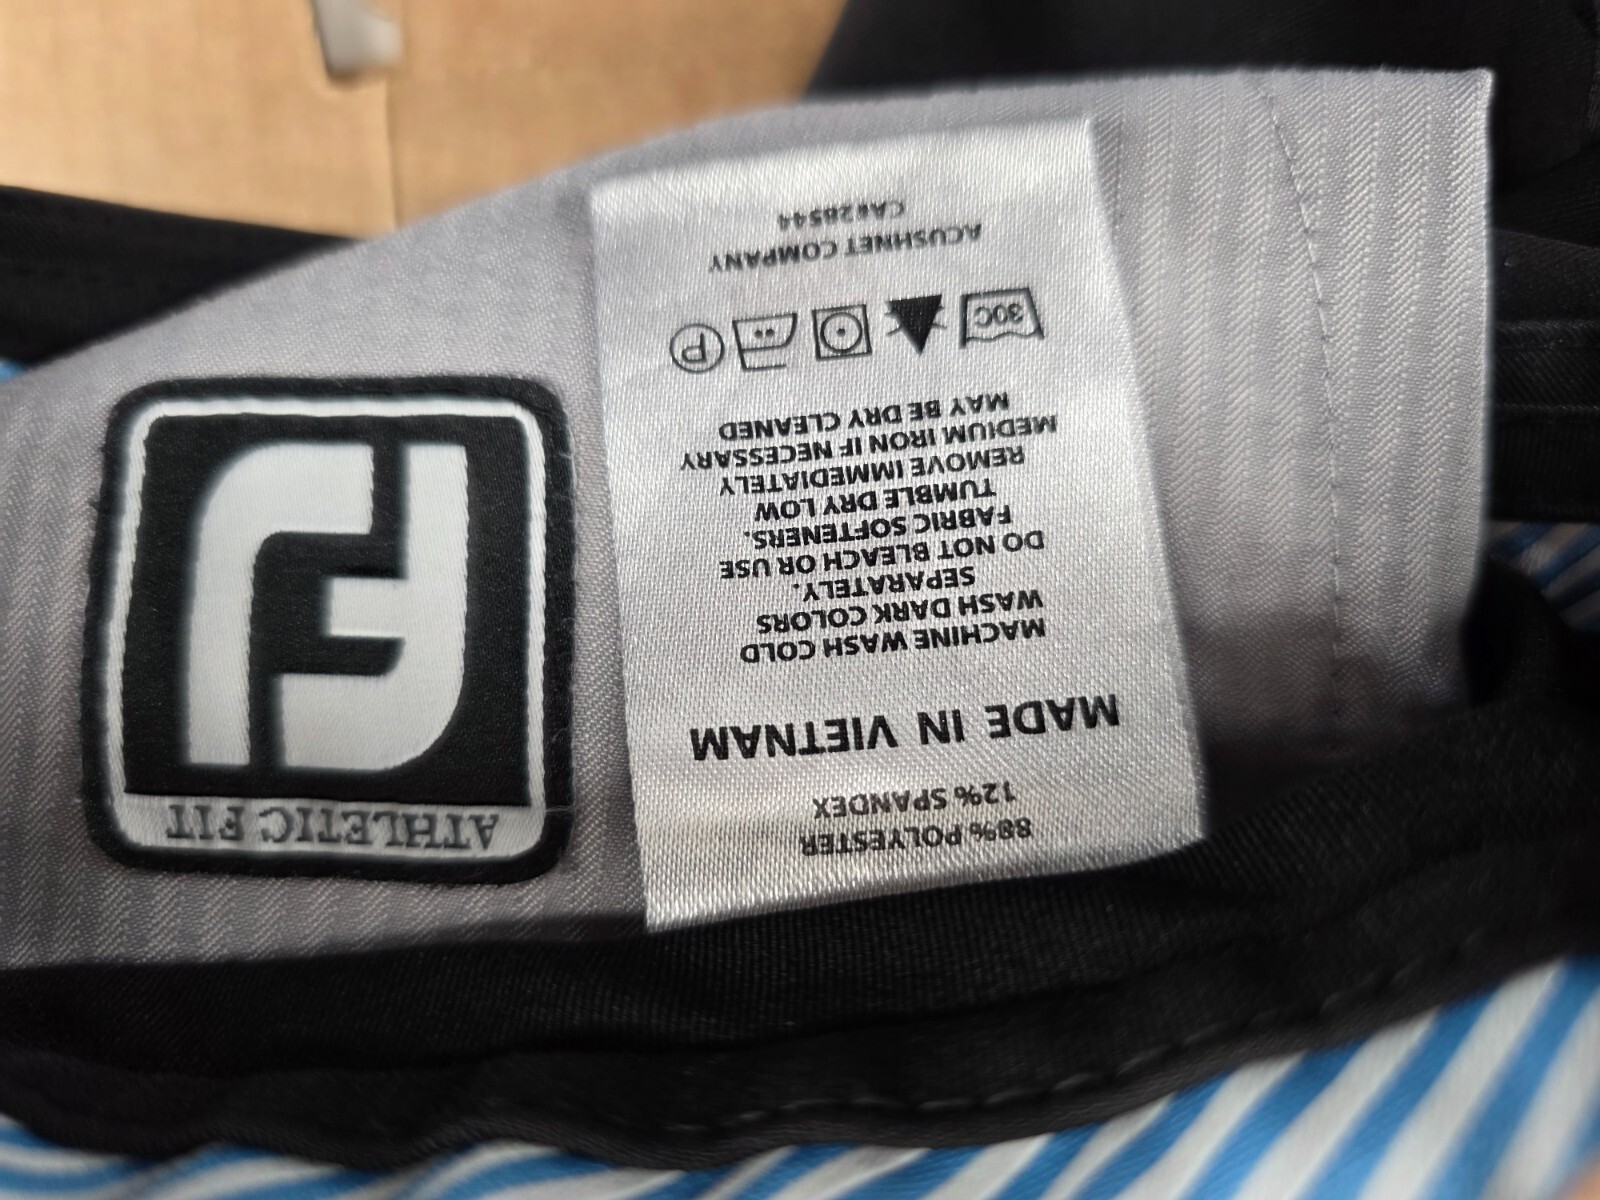 88% POLYESTER
12% SPANDEX
MADE IN VIETNAM
MACHINE WASH COLD
WASH DARK COLORS
SEPARATELY.
DO NOT BLEACH OR USE
FABRIC SOFTENERS.
TUMBLE DRY LOW
REMOVE IMMEDIATELY
MEDIUM IRON IF NECESSARY
MAY BE DRY CLEANED
30C P
ACUSHNET COMPANY
CA#28544
ATHLETIC FIT
FJ